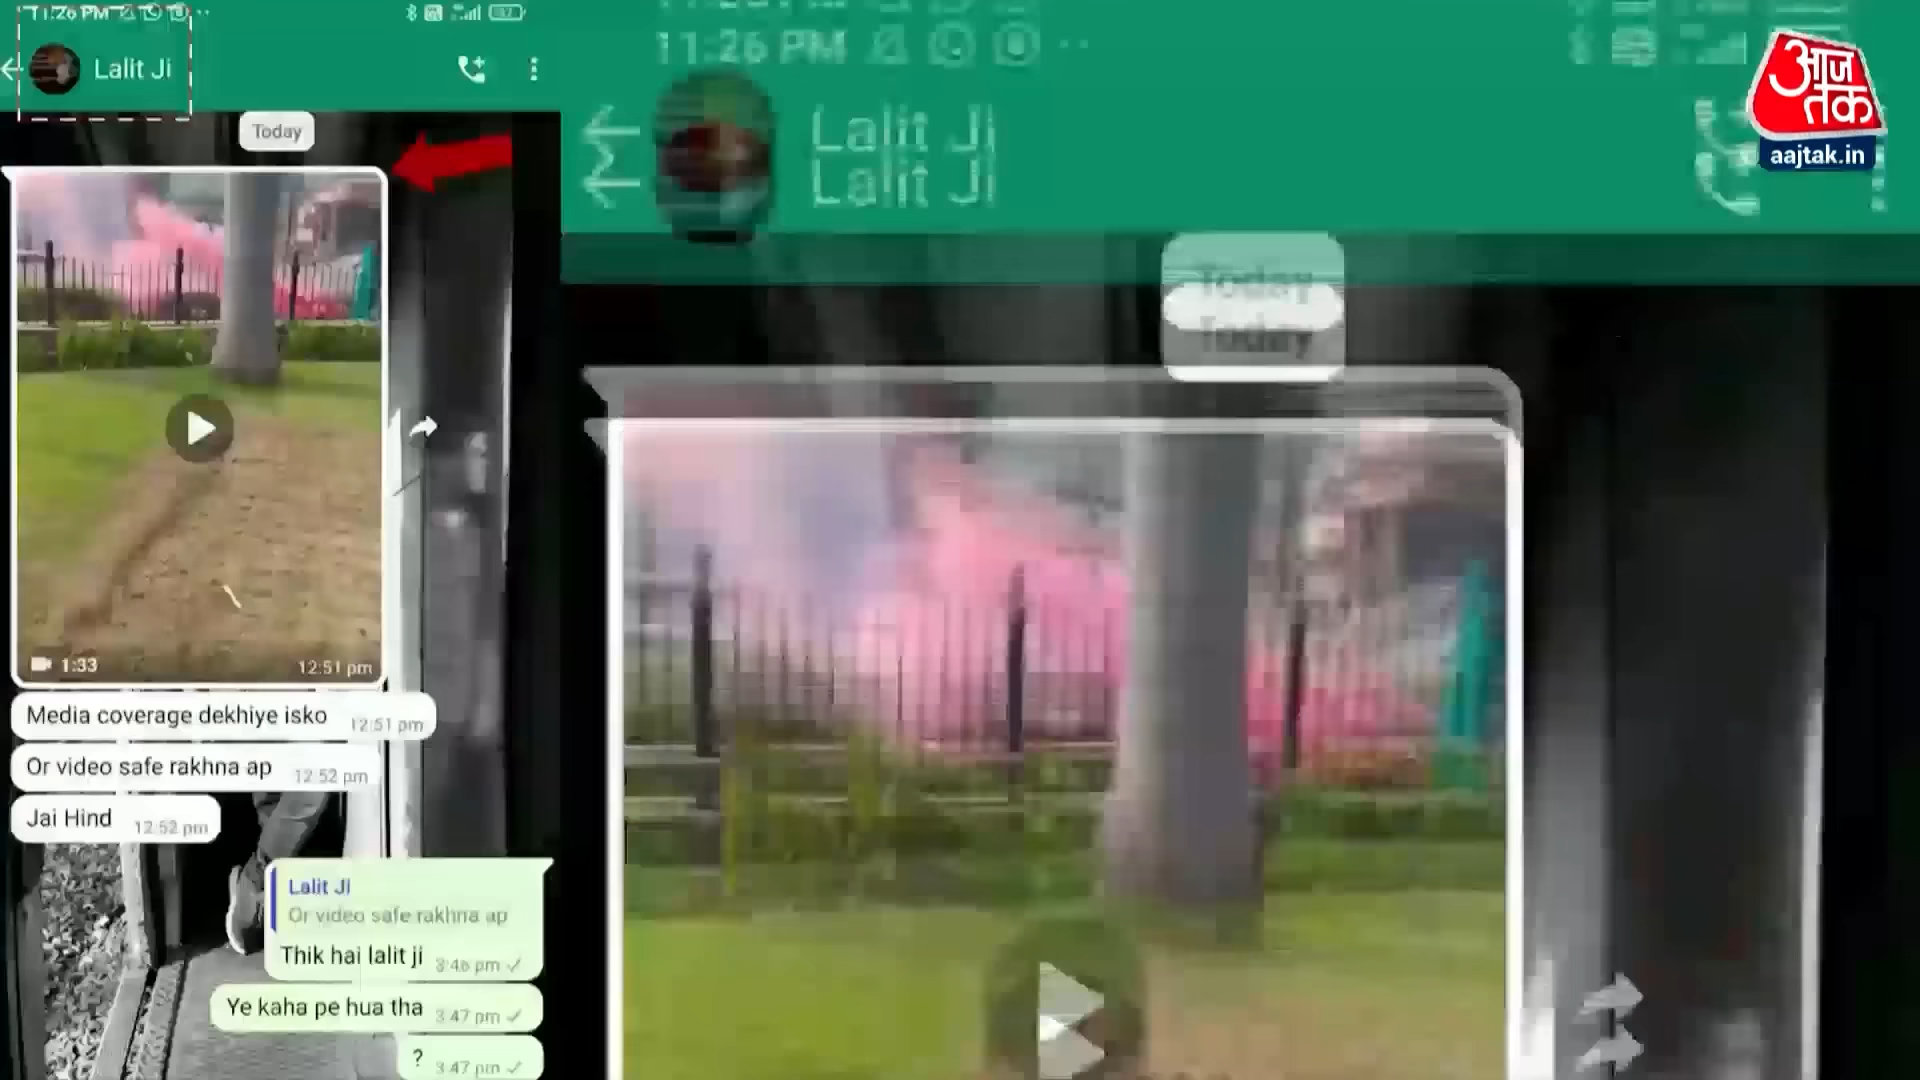 11:26 PM
Lalit Ji
Today
1:33
12:51 pm
Media coverage dekhiye isko 12:51 pm
Or video safe rakhna ap 12:52 pm
Jai Hind 12:52 pm
Lalit Ji
Or video safe rakhna ap
Thik hai lalit ji 3:46 pm
Ye kaha pe hua tha 3:47 pm
? 3:47 pm
11:26 PM
Lalit Ji
Lalit Ji
Today
Today
आज
तक
aajtak.in